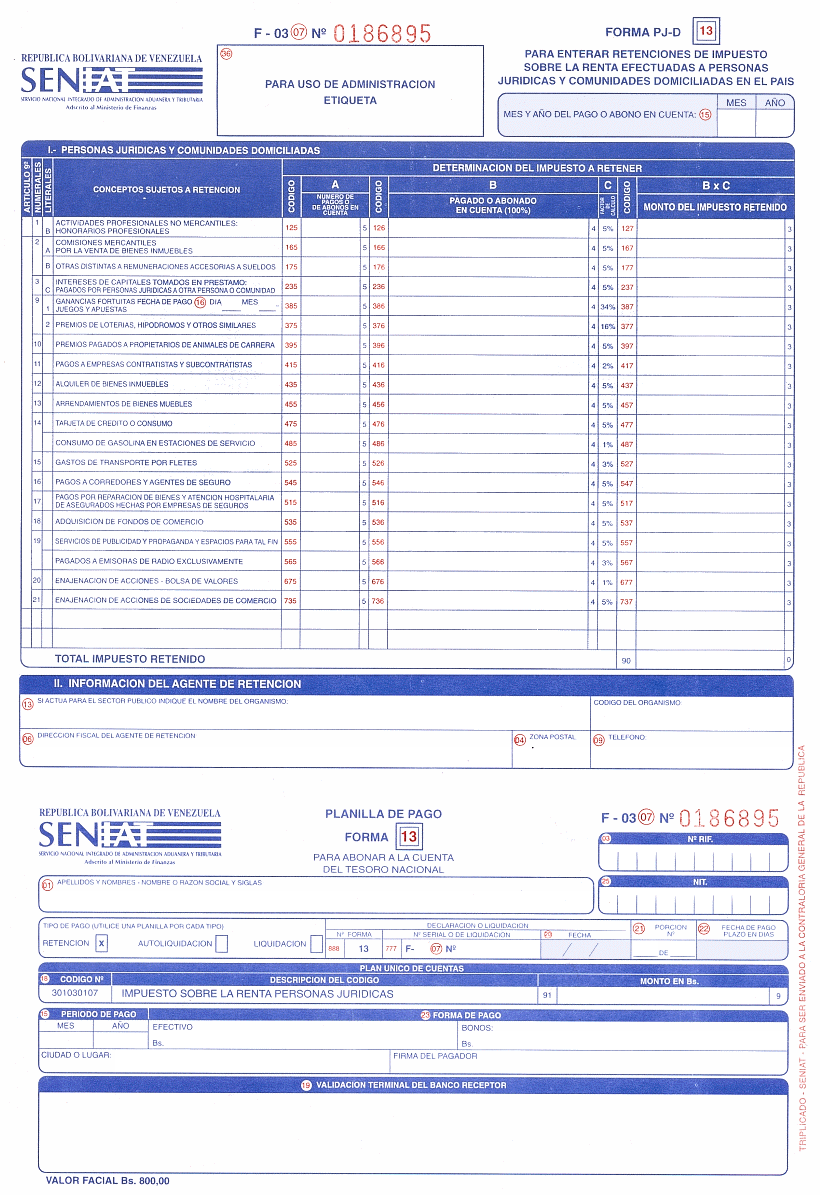 F - 03 07 Nº 0186895
FORMA PJ-D 13
REPUBLICA BOLIVARIANA DE VENEZUELA
SENIAT
SERVICIO NACIONAL INTEGRADO DE ADMINISTRACION ADUANERA Y TRIBUTARIA
Adscrito al Ministerio de Finanzas
36
PARA USO DE ADMINISTRACION
ETIQUETA
PARA ENTERAR RETENCIONES DE IMPUESTO
SOBRE LA RENTA EFECTUADAS A PERSONAS
JURIDICAS Y COMUNIDADES DOMICILIADAS EN EL PAIS
MES Y AÑO DEL PAGO O ABONO EN CUENTA: 15 MES AÑO
I.- PERSONAS JURIDICAS Y COMUNIDADES DOMICILIADAS
ARTICULO 9º
NUMERALES
LITERALES
CONCEPTOS SUJETOS A RETENCION
DETERMINACION DEL IMPUESTO A RETENER
CODIGO
A
NUMERO DE PAGOS O DE ABONOS EN CUENTA
CODIGO
B
PAGADO O ABONADO
EN CUENTA (100%)
C
FACTOR DE CALCULO
CODIGO
B x C
MONTO DEL IMPUESTO RETENIDO
1 B ACTIVIDADES PROFESIONALES NO MERCANTILES:
HONORARIOS PROFESIONALES 125 5 126 4 5% 127 3
2 A COMISIONES MERCANTILES
POR LA VENTA DE BIENES INMUEBLES 165 5 166 4 5% 167 3
B OTRAS DISTINTAS A REMUNERACIONES ACCESORIAS A SUELDOS 175 5 176 4 5% 177 3
3 C INTERESES DE CAPITALES TOMADOS EN PRESTAMO:
PAGADOS POR PERSONAS JURIDICAS A OTRA PERSONA O COMUNIDAD 235 5 236 4 5% 237 3
9 1 GANANCIAS FORTUITAS FECHA DE PAGO 16 DIA MES
JUEGOS Y APUESTAS 385 5 386 4 34% 387 3
2 PREMIOS DE LOTERIAS, HIPODROMOS Y OTROS SIMILARES 375 5 376 4 16% 377 3
10 PREMIOS PAGADOS A PROPIETARIOS DE ANIMALES DE CARRERA 395 5 396 4 5% 397 3
11 PAGOS A EMPRESAS CONTRATISTAS Y SUBCONTRATISTAS 415 5 416 4 2% 417 3
12 ALQUILER DE BIENES INMUEBLES 435 5 436 4 5% 437 3
13 ARRENDAMIENTOS DE BIENES MUEBLES 455 5 456 4 5% 457 3
14 TARJETA DE CREDITO O CONSUMO 475 5 476 4 5% 477 3
CONSUMO DE GASOLINA EN ESTACIONES DE SERVICIO 485 5 486 4 1% 487 3
15 GASTOS DE TRANSPORTE POR FLETES 525 5 526 4 3% 527 3
16 PAGOS A CORREDORES Y AGENTES DE SEGURO 545 5 546 4 5% 547 3
17 PAGOS POR REPARACION DE BIENES Y ATENCION HOSPITALARIA
DE ASEGURADOS HECHAS POR EMPRESAS DE SEGUROS 515 5 516 4 5% 517 3
18 ADQUISICION DE FONDOS DE COMERCIO 535 5 536 4 5% 537 3
19 SERVICIOS DE PUBLICIDAD Y PROPAGANDA Y ESPACIOS PARA TAL FIN 555 5 556 4 5% 557 3
PAGADOS A EMISORAS DE RADIO EXCLUSIVAMENTE 565 5 566 4 3% 567 3
20 ENAJENACION DE ACCIONES - BOLSA DE VALORES 675 5 676 4 1% 677 3
21 ENAJENACION DE ACCIONES DE SOCIEDADES DE COMERCIO 735 5 736 4 5% 737 3
TOTAL IMPUESTO RETENIDO 90 0
II. INFORMACION DEL AGENTE DE RETENCION
13 SI ACTUA PARA EL SECTOR PUBLICO INDIQUE EL NOMBRE DEL ORGANISMO: CODIGO DEL ORGANISMO
06 DIRECCION FISCAL DEL AGENTE DE RETENCION 04 ZONA POSTAL 09 TELEFONO:
REPUBLICA BOLIVARIANA DE VENEZUELA
SENIAT
SERVICIO NACIONAL INTEGRADO DE ADMINISTRACION ADUANERA Y TRIBUTARIA
Adscrito al Ministerio de Finanzas
PLANILLA DE PAGO
FORMA 13
PARA ABONAR A LA CUENTA
DEL TESORO NACIONAL
F - 03 07 Nº 0186895
03 Nº RIF.
01 APELLIDOS Y NOMBRES - NOMBRE O RAZON SOCIAL Y SIGLAS
25 NIT.
TIPO DE PAGO (UTILICE UNA PLANILLA POR CADA TIPO)
RETENCION X AUTOLIQUIDACION LIQUIDACION
DECLARACION O LIQUIDACION
Nº FORMA Nº SERIAL O DE LIQUIDACION 29 FECHA
888 13 777 F- 07 Nº / /
21 PORCION
Nº
DE
22 FECHA DE PAGO
PLAZO EN DIAS
PLAN UNICO DE CUENTAS
18 CODIGO Nº DESCRIPCION DEL CODIGO MONTO EN Bs.
301030107 IMPUESTO SOBRE LA RENTA PERSONAS JURIDICAS 91 9
15 PERIODO DE PAGO 23 FORMA DE PAGO
MES AÑO EFECTIVO BONOS:
Bs. Bs.
CIUDAD O LUGAR: FIRMA DEL PAGADOR
19 VALIDACION TERMINAL DEL BANCO RECEPTOR
VALOR FACIAL Bs. 800,00
TRIPLICADO - SENIAT - PARA SER ENVIADO A LA CONTRALORIA GENERAL DE LA REPUBLICA